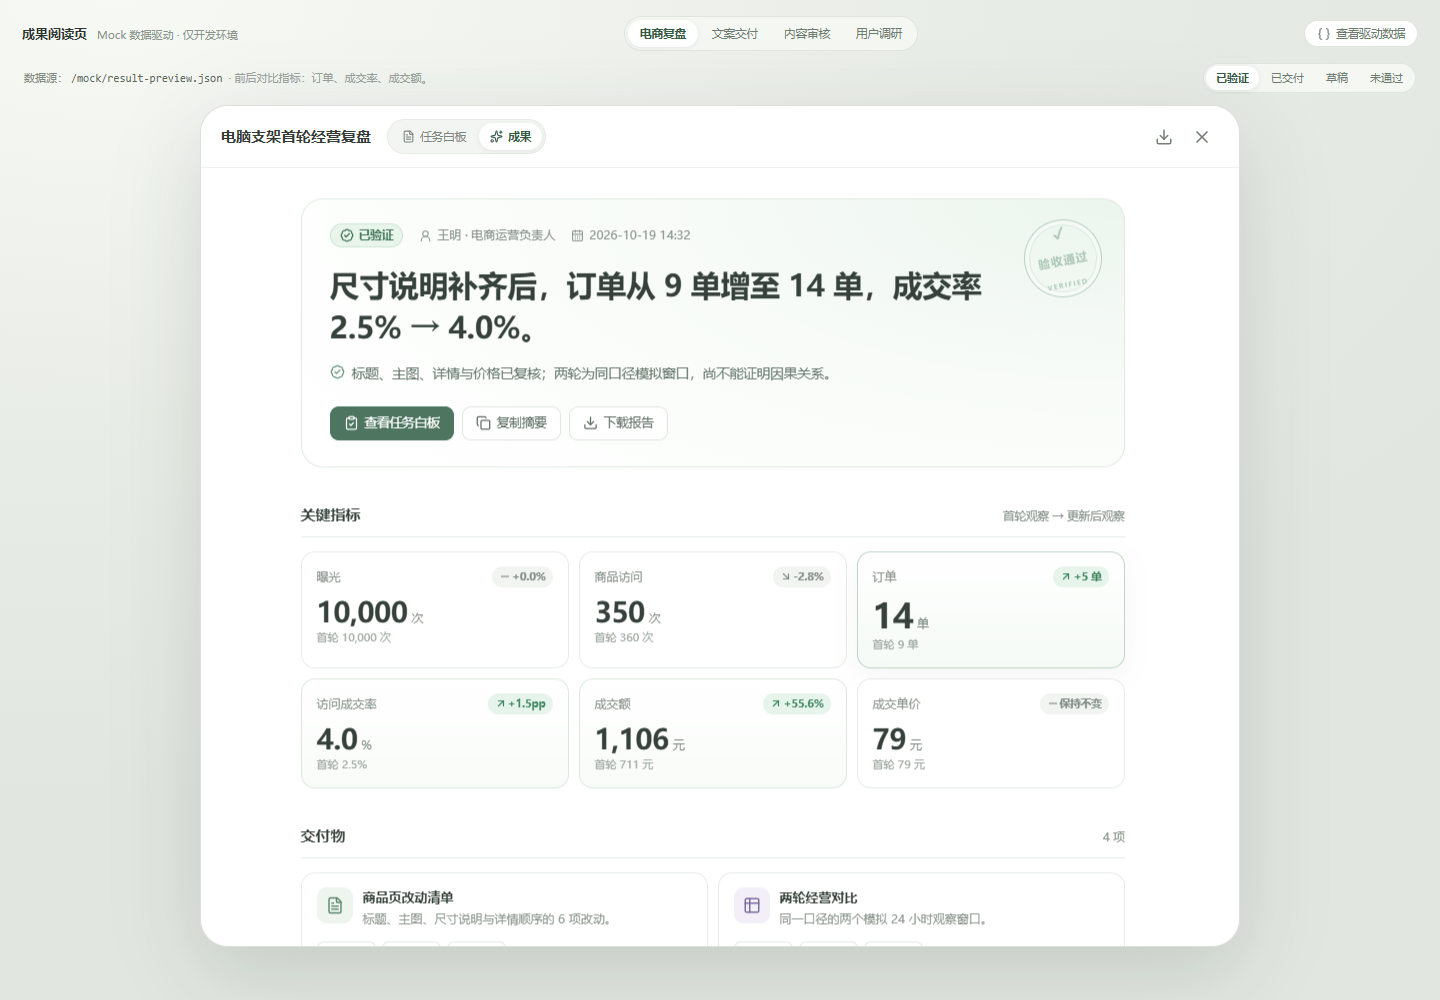 成果阅读页 Mock 数据驱动 · 仅开发环境
电商复盘 文案交付 内容审核 用户调研
{ } 查看驱动数据
数据源： /mock/result-preview.json · 前后对比指标：订单、成交率、成交额。
已验证 已交付 草稿 未通过
电脑支架首轮经营复盘 任务白板 成果
已验证 王明 · 电商运营负责人 2026-10-19 14:32
验收通过
VERIFIED
尺寸说明补齐后，订单从 9 单增至 14 单，成交率
2.5% → 4.0%。
标题、主图、详情与价格已复核；两轮为同口径模拟窗口，尚不能证明因果关系。
查看任务白板 复制摘要 下载报告
关键指标 首轮观察 → 更新后观察
曝光 +0.0%
10,000 次
首轮 10,000 次
商品访问 -2.8%
350 次
首轮 360 次
订单 +5 单
14 单
首轮 9 单
访问成交率 +1.5pp
4.0 %
首轮 2.5%
成交额 +55.6%
1,106 元
首轮 711 元
成交单价 保持不变
79 元
首轮 79 元
交付物 4 项
商品页改动清单
标题、主图、尺寸说明与详情顺序的 6 项改动。
两轮经营对比
同一口径的两个模拟 24 小时观察窗口。